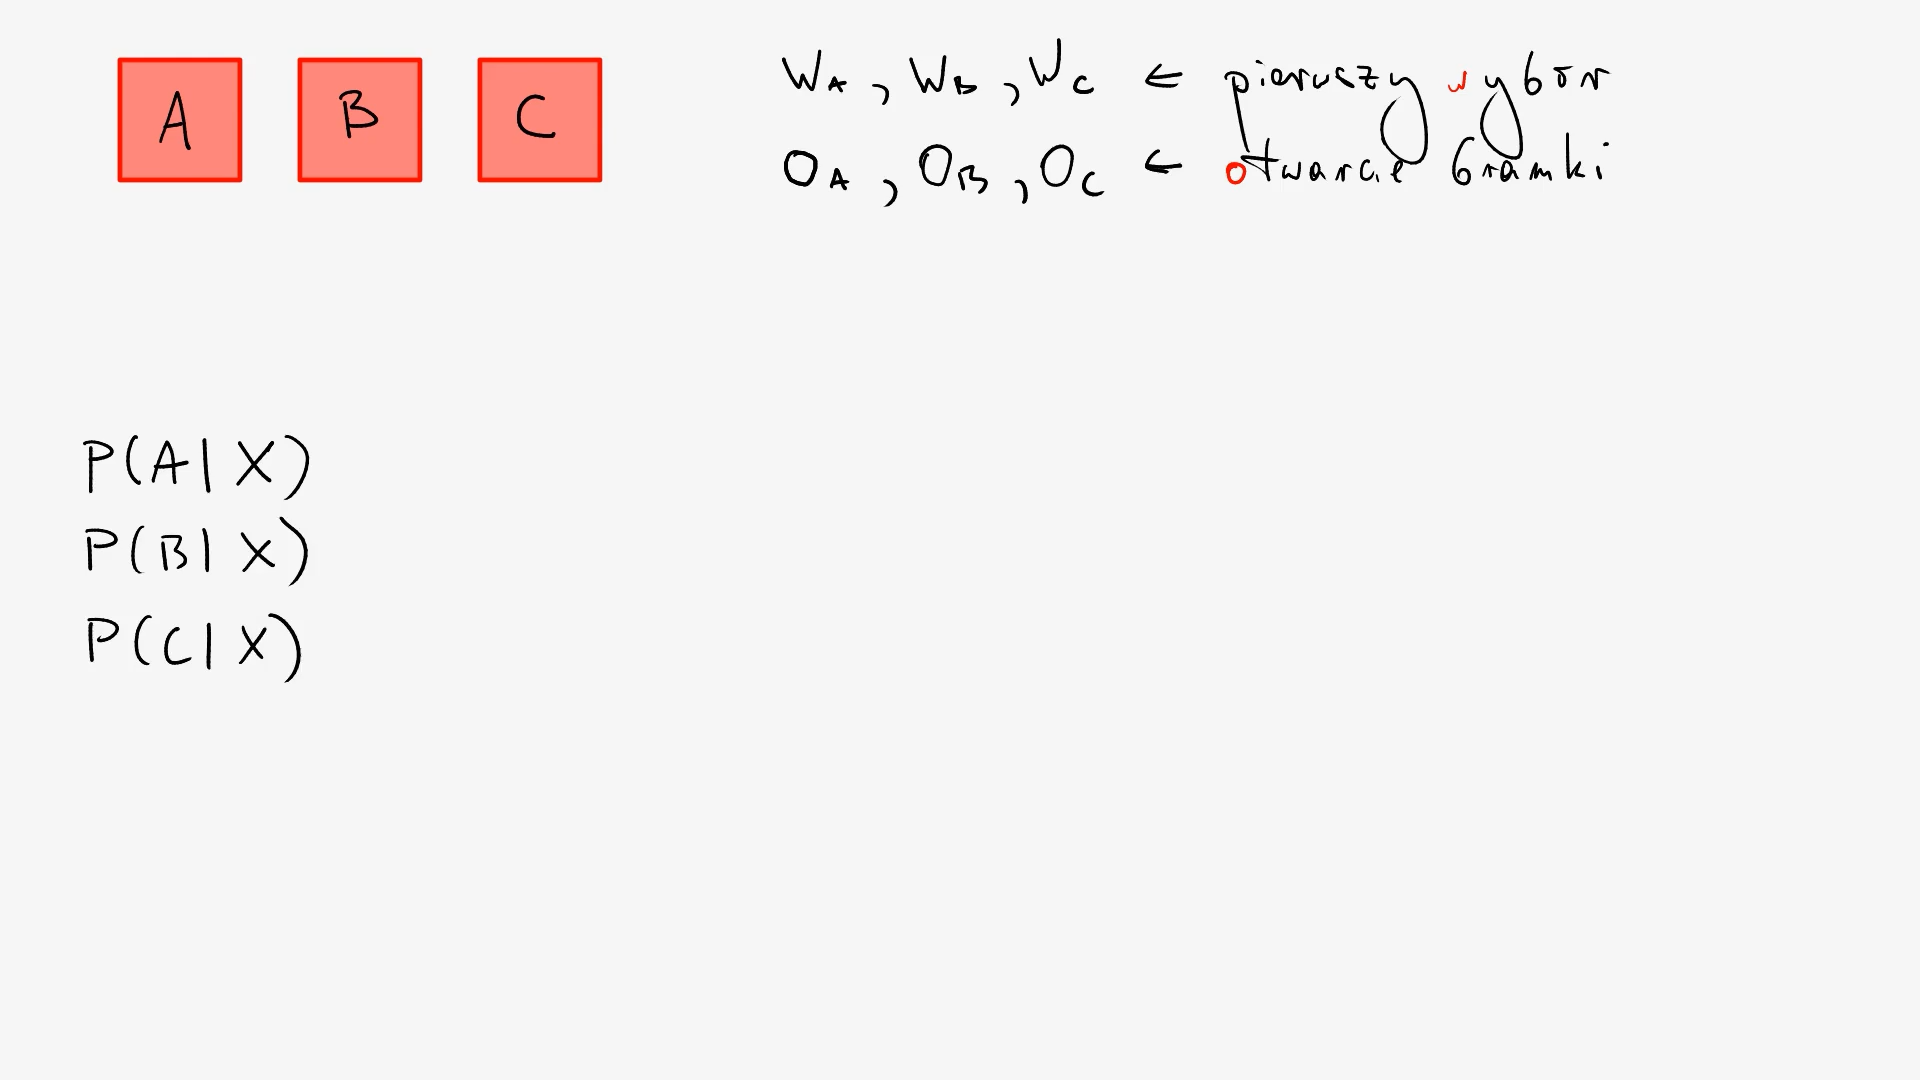 A B C
W_A, W_B, W_C ← pierwszy wybór
O_A, O_B, O_C ← otwarcie bramki
P(A|X)
P(B|X)
P(C|X)